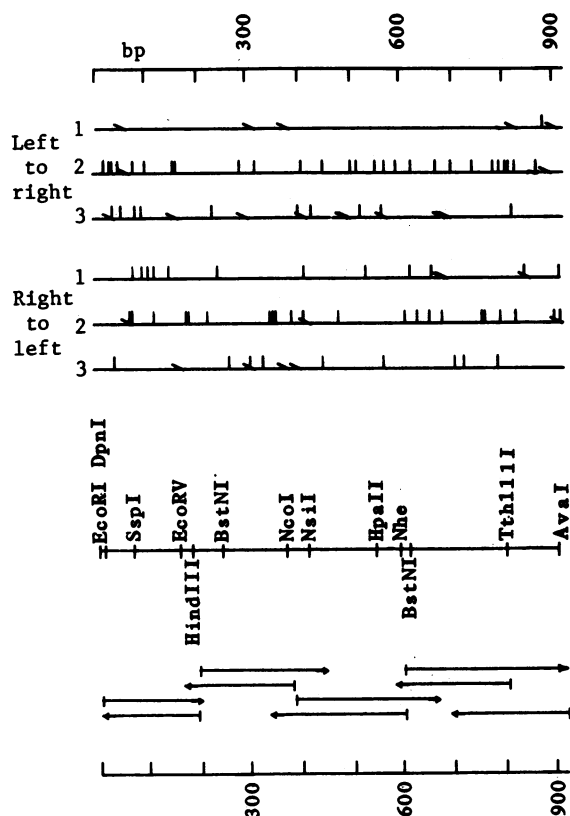 bp 300 600 900
Left to right
1
2
3
Right to left
1
2
3
EcoRI DpnI SspI EcoRV BstNI NcoI NsiI HpaII Nhe Tth111I AvaI
HindIII BstNI
300 600 900